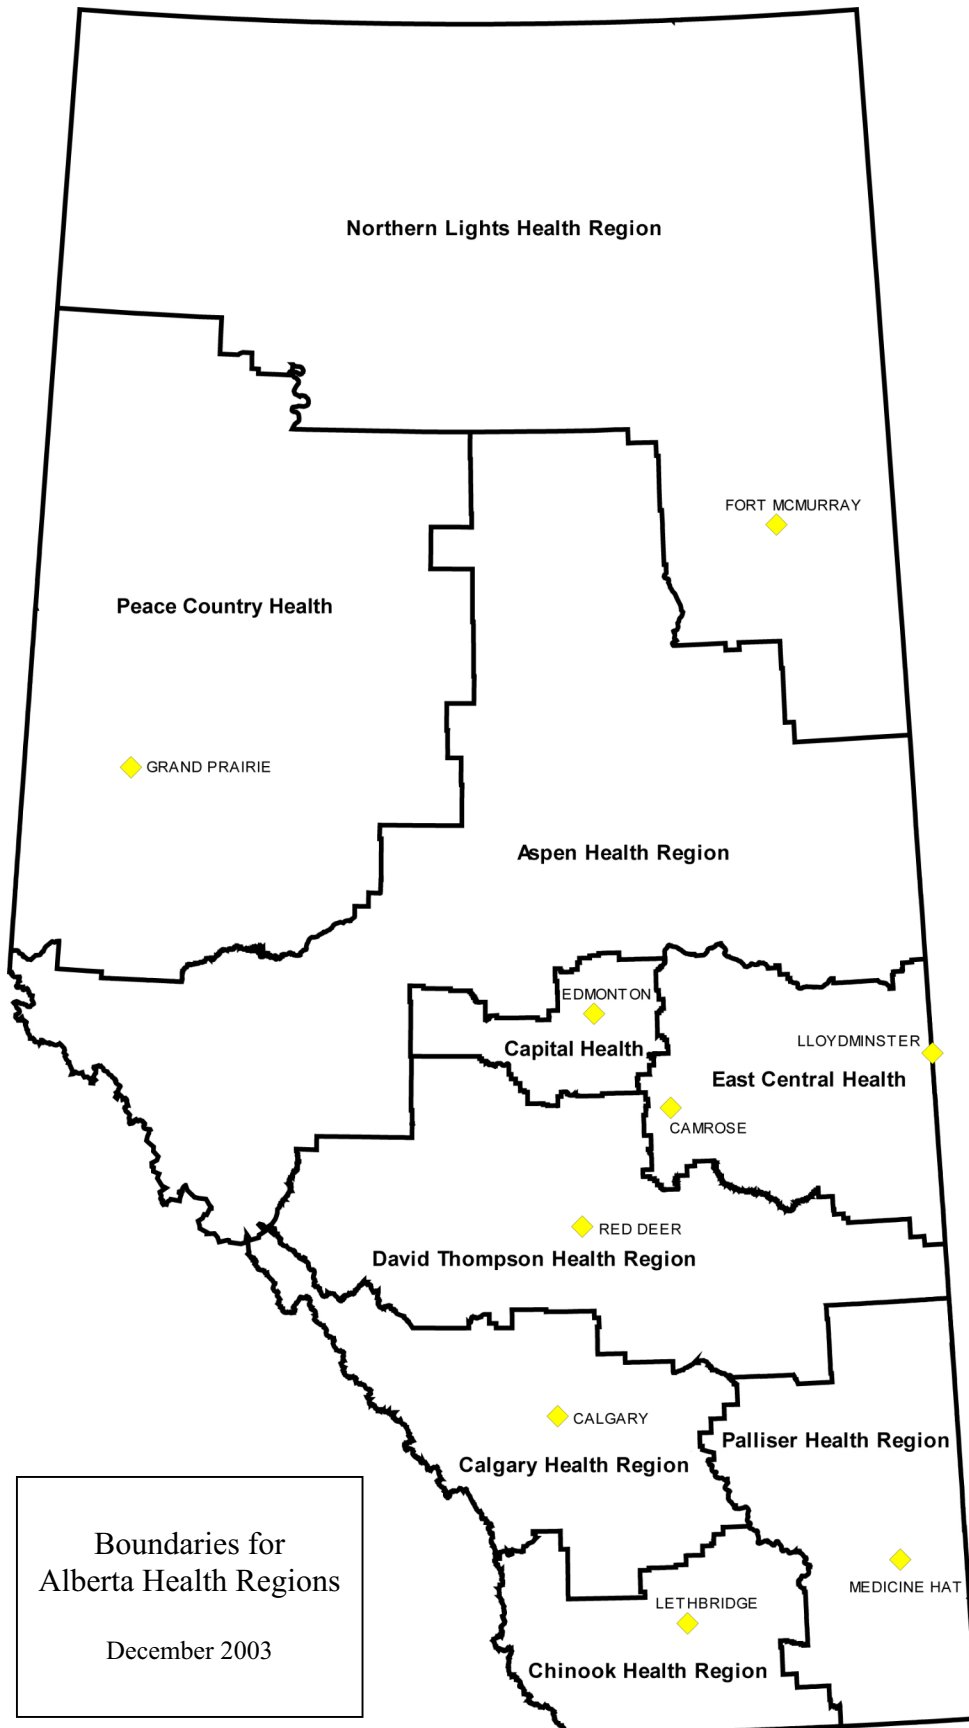 Northern Lights Health Region
FORT MCMURRAY
Peace Country Health
GRAND PRAIRIE
Aspen Health Region
EDMONTON
LLOYDMINSTER
Capital Health
East Central Health
CAMROSE
RED DEER
David Thompson Health Region
CALGARY
Palliser Health Region
Calgary Health Region
MEDICINE HAT
LETHBRIDGE
Chinook Health Region
Boundaries for
Alberta Health Regions
December 2003